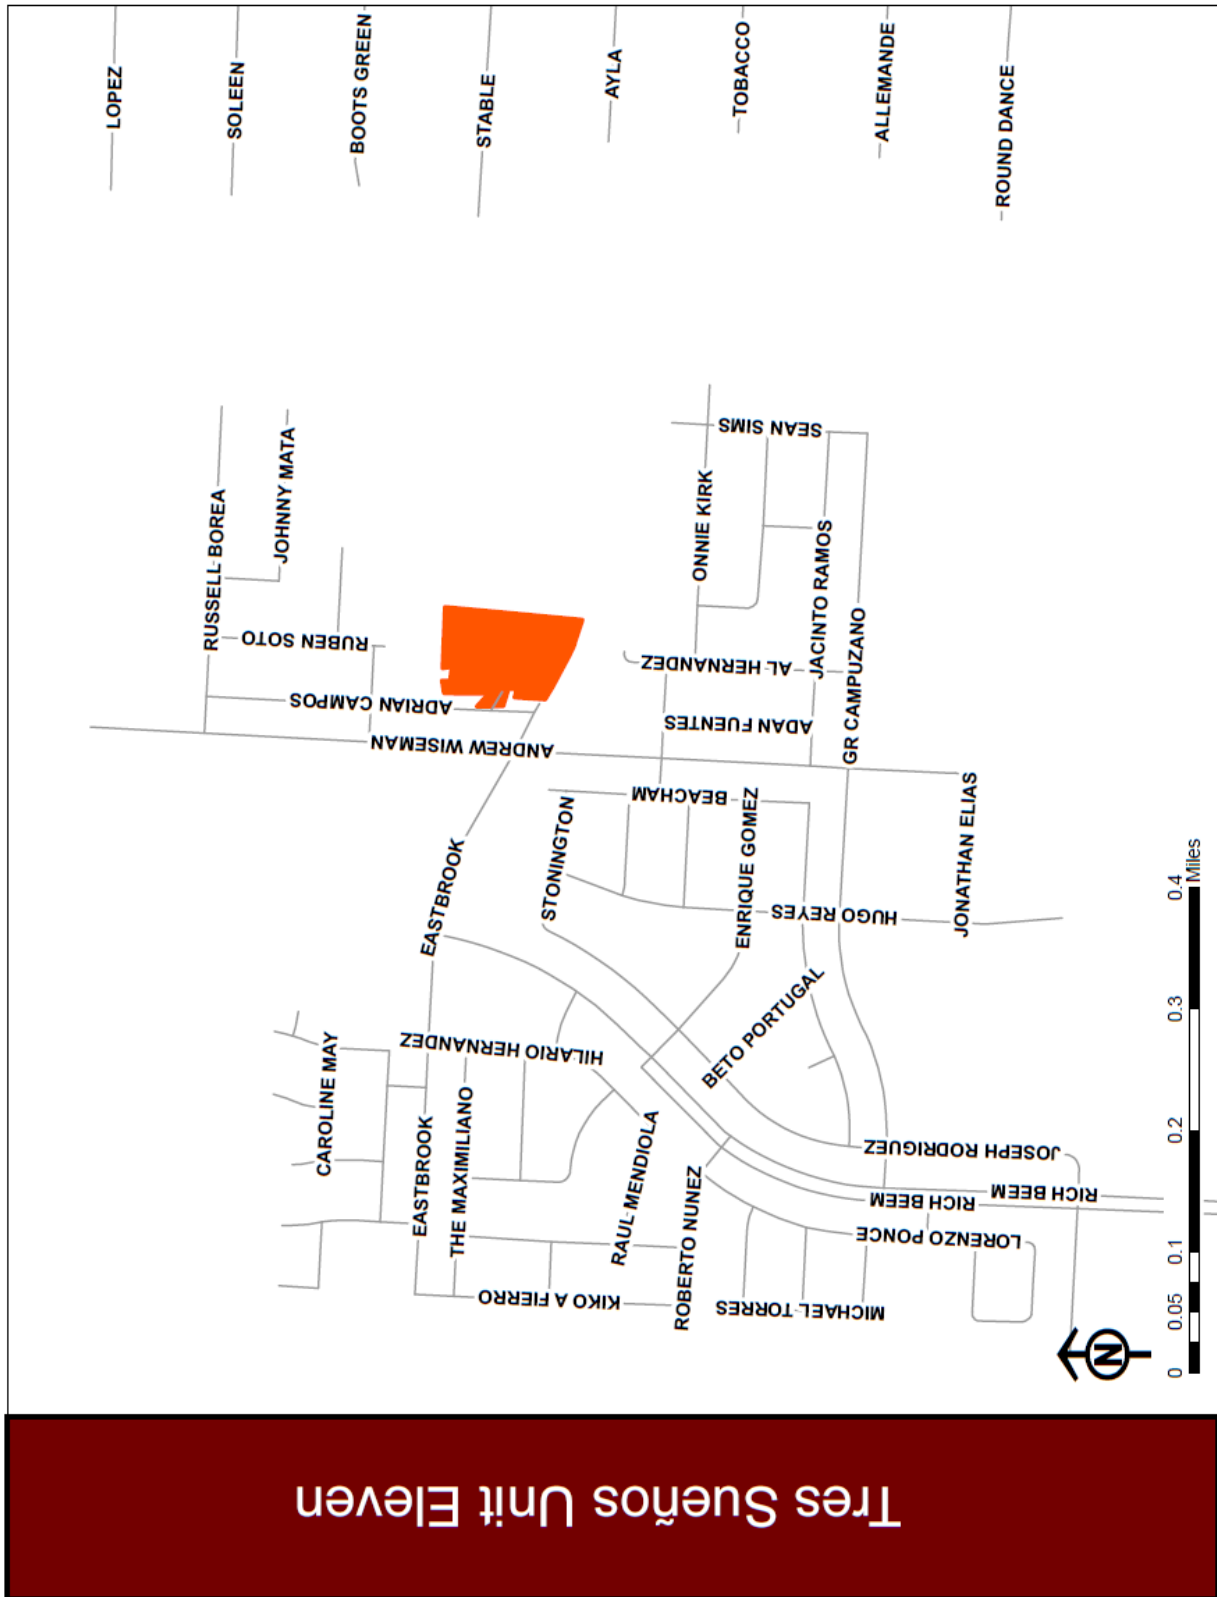 Tres Sueños Unit Eleven
LOPEZ
SOLEEN
BOOTS GREEN
STABLE
AYLA
TOBACCO
ALLEMANDE
ROUND DANCE
RUSSELL BOREA
JOHNNY MATA
RUBEN SOTO
ADRIAN CAMPOS
ANDREW WISEMAN
SEAN SIMS
ONNIE KIRK
JACINTO RAMOS
AL HERNANDEZ
ADAN FUENTES
GR CAMPUZANO
BEACHAM
STONINGTON
ENRIQUE GOMEZ
HUGO REYES
JONATHAN ELIAS
EASTBROOK
BETO PORTUGAL
HILARIO HERNANDEZ
CAROLINE MAY
EASTBROOK
THE MAXIMILIANO
RAUL MENDIOLA
ROBERTO NUNEZ
JOSEPH RODRIGUEZ
RICH BEEM
RICH BEEM
LORENZO PONCE
KIKO A FIERRO
MICHAEL TORRES
N
0 0.05 0.1 0.2 0.3 0.4
Miles